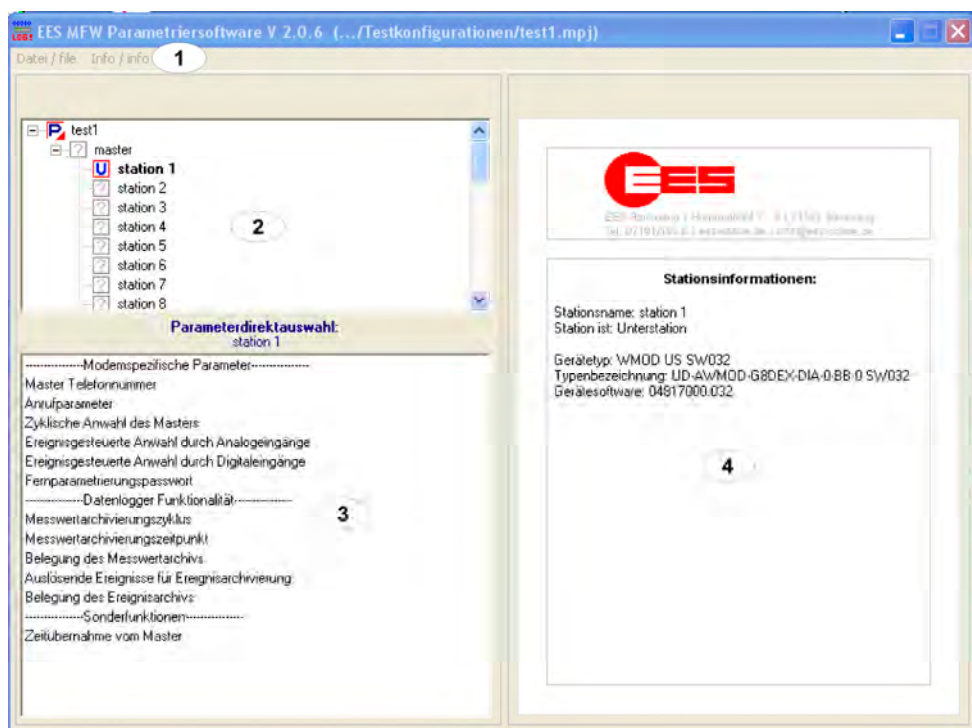 EES MFW Parametriersoftware V 2.0.6 (.../Testkonfigurationen/test1.mpj)
Datei / file Info / info 1
test1
master
U station 1
station 2
station 3
station 4
station 5
station 6
station 7
station 8
2
Parameterdirektauswahl:
station 1
----------------Modemspezifische Parameter----------------
Master Telefonnummer
Anrufparameter
Zyklische Anwahl des Masters
Ereignisgesteuerte Anwahl durch Analogeingänge
Ereignisgesteuerte Anwahl durch Digitaleingänge
Fernparametrierungspasswort
----------------Datenlogger Funktionalität----------------
Messwertarchivierungszyklus
Messwertarchivierungszeitpunkt
Belegung des Messwertarchivs
Auslösende Ereignisse für Ereignisarchivierung
Belegung des Ereignisarchivs
----------------Sonderfunktionen----------------
Zeitübernahme vom Master
3
EES
Stationsinformationen:
Stationsname: station 1
Station ist: Unterstation
Gerätetyp: WMOD US SW032
Typenbezeichnung: UD-AWMOD-G8DEX-DIA-0-BB-0 SW032
Gerätesoftware: 04817000.032
4